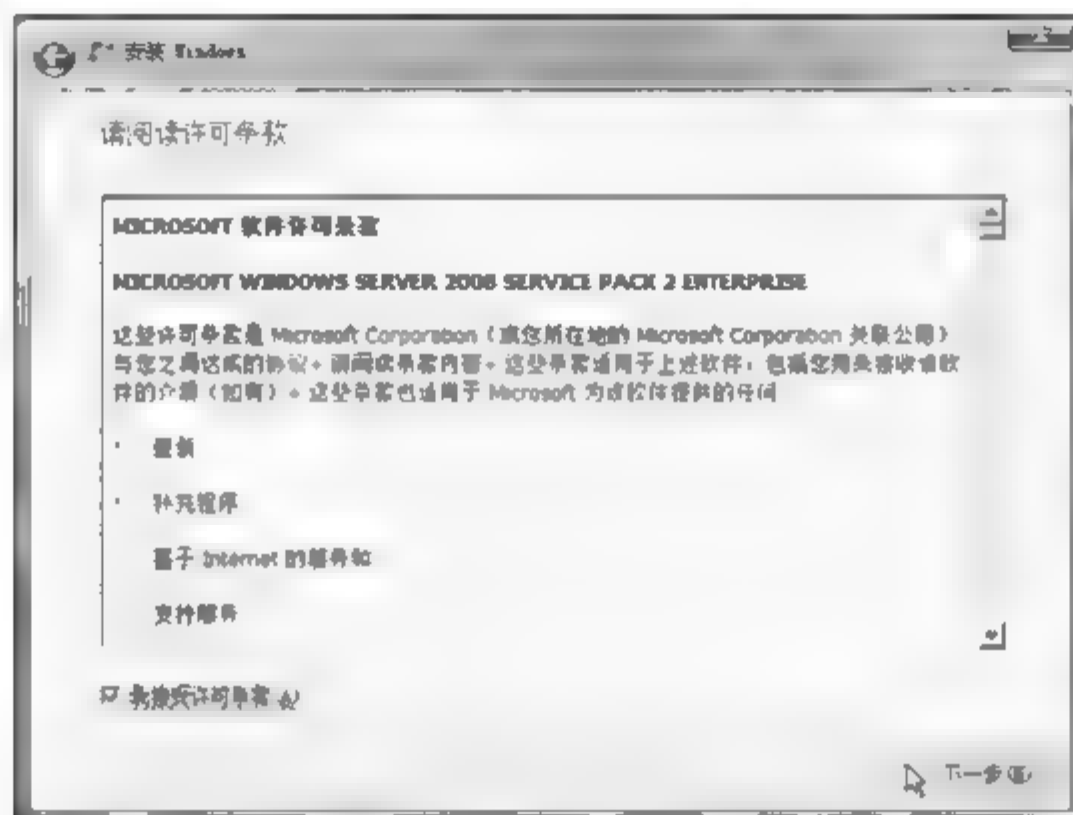 安装 Windows
请阅读许可条款
MICROSOFT 软件许可条款
MICROSOFT WINDOWS SERVER 2008 SERVICE PACK 2 ENTERPRISE
这些许可条款是 Microsoft Corporation（或您所在地的 Microsoft Corporation 关联公司）
与您之间达成的协议。请阅读条款内容。这些条款适用于上述软件，包括您用来接收该软
件的介质（如有）。这些条款也适用于 Microsoft 为该软件提供的任何
· 更新
· 补充程序
基于 Internet 的服务和
支持服务
我接受许可条款(A)
下一步(N)